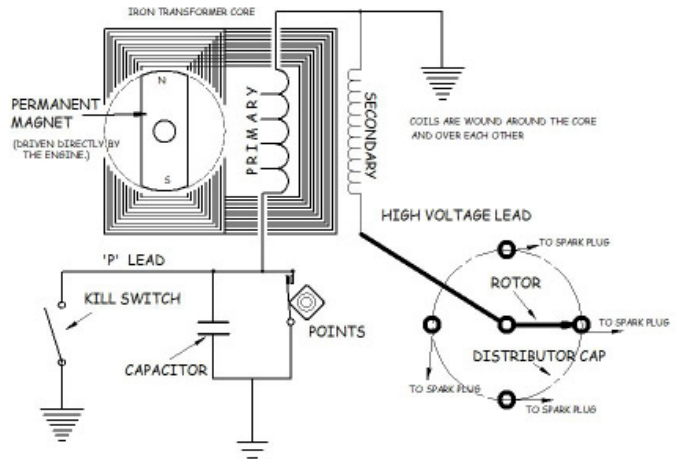 IRON TRANSFORMER CORE
N
PERMANENT
MAGNET
(DRIVEN DIRECTLY BY
THE ENGINE.)
S
PRIMARY
SECONDARY
COILS ARE WOUND AROUND THE CORE
AND OVER EACH OTHER
HIGH VOLTAGE LEAD
'P' LEAD
KILL SWITCH
CAPACITOR
POINTS
TO SPARK PLUG
ROTOR
TO SPARK PLUG
DISTRIBUTOR CAP
TO SPARK PLUG
TO SPARK PLUG